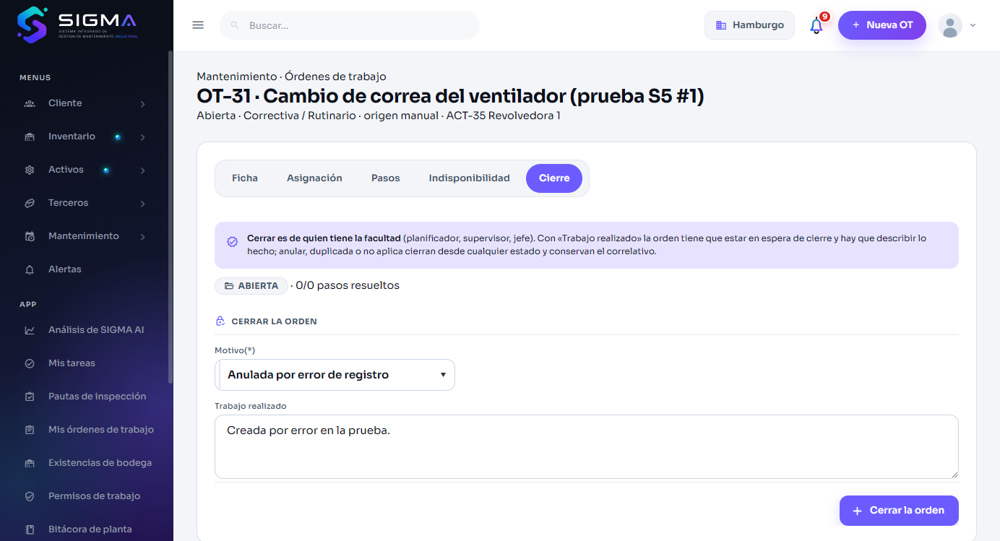 SIGMA
SISTEMA INTEGRADO DE
GESTIÓN DE MANTENIMIENTO INDUSTRIAL
MENUS
Cliente
Inventario
Activos
Terceros
Mantenimiento
Alertas
APP
Análisis de SIGMA AI
Mis tareas
Pautas de inspección
Mis órdenes de trabajo
Existencias de bodega
Permisos de trabajo
Bitácora de planta
Buscar...
Hamburgo
9
+ Nueva OT
Mantenimiento · Órdenes de trabajo
OT-31 · Cambio de correa del ventilador (prueba S5 #1)
Abierta · Correctiva / Rutinario · origen manual · ACT-35 Revolvedora 1
Ficha Asignación Pasos Indisponibilidad Cierre
Cerrar es de quien tiene la facultad (planificador, supervisor, jefe). Con «Trabajo realizado» la orden tiene que estar en espera de cierre y hay que describir lo
hecho; anular, duplicada o no aplica cierran desde cualquier estado y conservan el correlativo.
ABIERTA · 0/0 pasos resueltos
CERRAR LA ORDEN
Motivo(*)
Anulada por error de registro
Trabajo realizado
Creada por error en la prueba.
+ Cerrar la orden